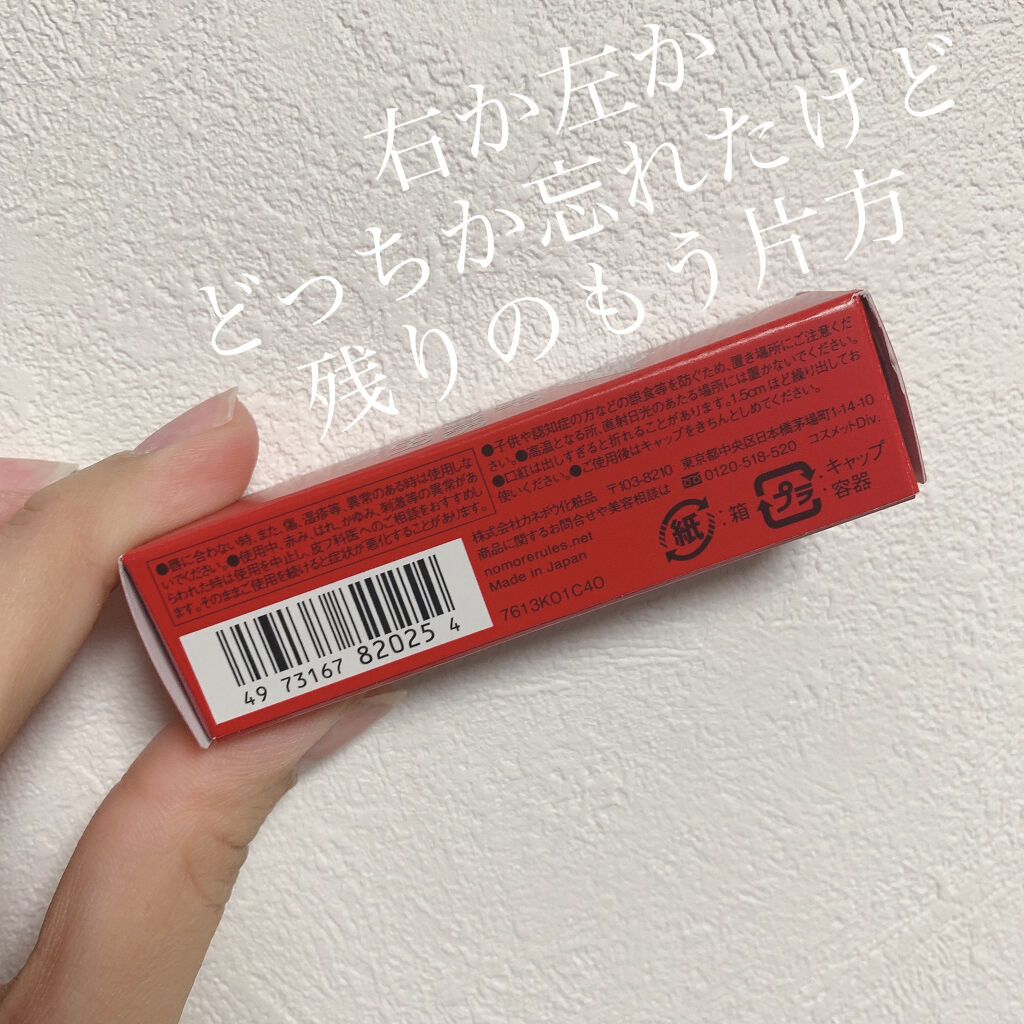 右か左か
どっちか忘れたけど
残りのもう片方
●唇に合わない時、また 傷、湿疹等、異常のある時は使用しな
いでください。●使用中、赤み、はれ、かゆみ、刺激等の異常があ
らわれた時は使用を中止し、皮フ科医へのご相談をおすすめし
ます。そのままご使用を続けると症状が悪化することがあります。
●子供や認知症の方などの誤食等を防ぐため、置き場所にご注意くだ
さい。●高温となる所、直射日光のあたる場所には置かないでください。
●口紅は出しすぎると折れることがあります。1.5cmほど繰り出してお
使いください。●ご使用後はキャップをきちんとしめてください。
株式会社カネボウ化粧品 〒103-8210 東京都中央区日本橋茅場町1-14-10
商品に関するお問合せや美容相談は 0120-518-520 コスメットDiv.
nomorerules.net
Made in Japan
7613K01C40
紙 : 箱 プラ : キャップ
: 容器
49 73167 82025 4